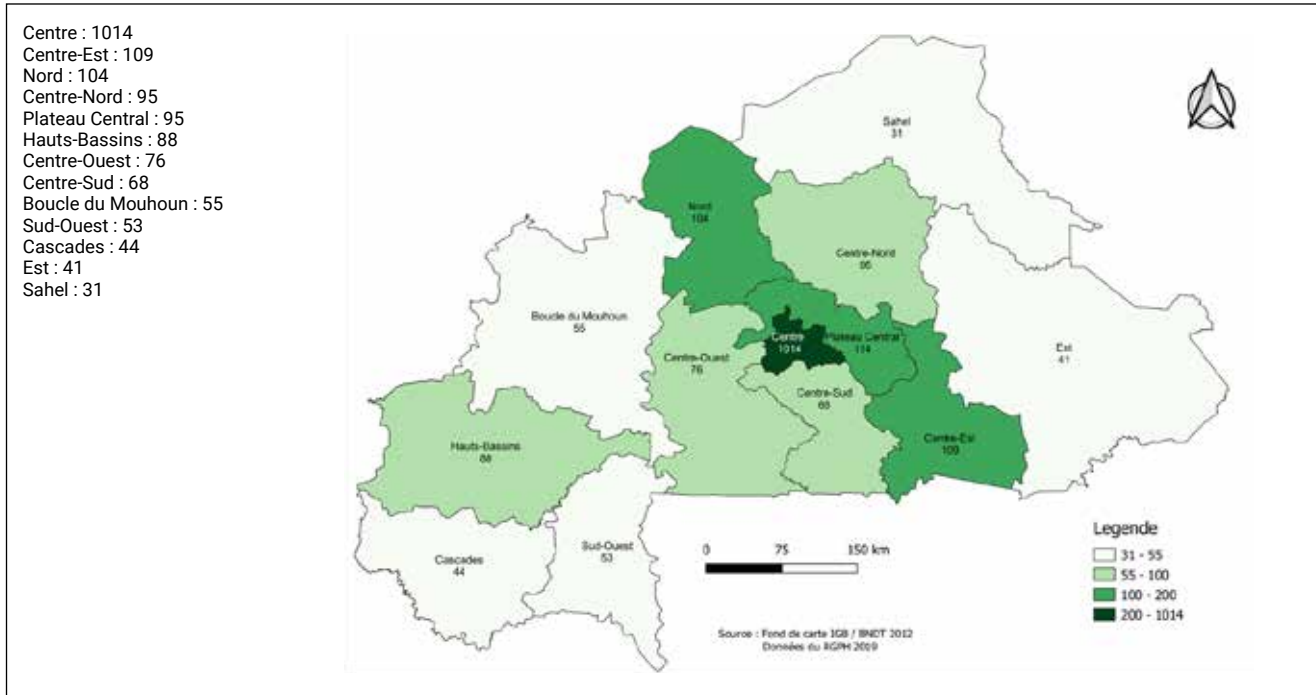 Centre : 1014
Centre-Est : 109
Nord : 104
Centre-Nord : 95
Plateau Central : 95
Hauts-Bassins : 88
Centre-Ouest : 76
Centre-Sud : 68
Boucle du Mouhoun : 55
Sud-Ouest : 53
Cascades : 44
Est : 41
Sahel : 31
Sahel
31
Nord
104
Centre-Nord
95
Boucle du Mouhoun
55
Centre
1014
Plateau Central
114
Est
41
Centre-Ouest
76
Centre-Sud
68
Centre-Est
109
Hauts-Bassins
88
Cascades
44
Sud-Ouest
53
0 75 150 km
Legende
31 - 55
55 - 100
100 - 200
200 - 1014
Source : Fond de carte IGB / BNDT 2012
Données du RGPH 2019